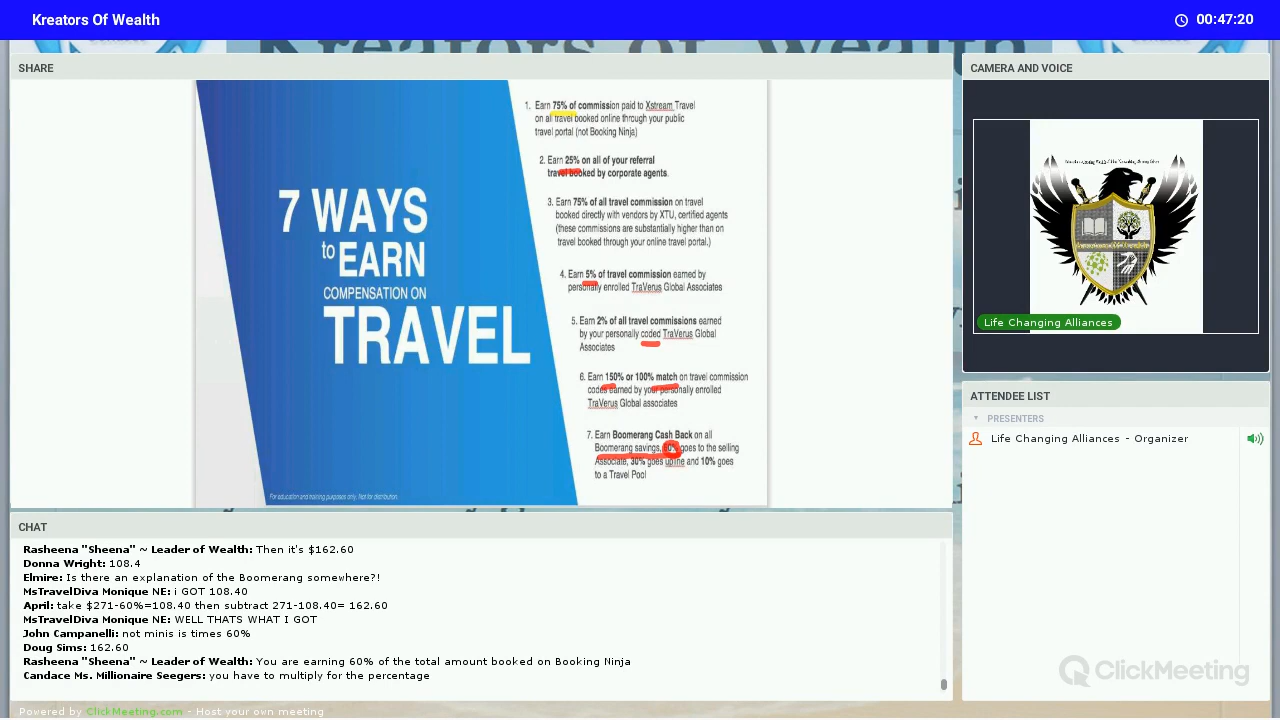 Kreators Of Wealth
00:47:20
Kreators of Wealth
SHARE
7 WAYS
to EARN
COMPENSATION ON
TRAVEL
For education and training purposes only. Not for distribution.
1. Earn 75% of commission paid to Xstream Travel
on all travel booked online through your public
travel portal (not Booking Ninja)
2. Earn 25% on all of your referral
travel booked by corporate agents.
3. Earn 75% of all travel commission on travel
booked directly with vendors by XTU, certified agents
(these commissions are substantially higher than on
travel booked through your online travel portal.)
4. Earn 5% of travel commission earned by
personally enrolled TraVerus Global Associates
5. Earn 2% of all travel commissions earned
by your personally coded TraVerus Global
Associates
6. Earn 150% or 100% match on travel commission
codes earned by your personally enrolled
TraVerus Global associates
7. Earn Boomerang Cash Back on all
Boomerang savings, goes to the selling
Associate, 30% goes upline and 10% goes
to a Travel Pool
CAMERA AND VOICE
Life Changing Alliances
ATTENDEE LIST
PRESENTERS
Life Changing Alliances - Organizer
CHAT
Rasheena "Sheena" ~ Leader of Wealth: Then it's $162.60
Donna Wright: 108.4
Elmire: Is there an explanation of the Boomerang somewhere?!
MsTravelDiva Monique NE: i GOT 108.40
April: take $271-60%=108.40 then subtract 271-108.40= 162.60
MsTravelDiva Monique NE: WELL THATS WHAT I GOT
John Campanelli: not minis is times 60%
Doug Sims: 162.60
Rasheena "Sheena" ~ Leader of Wealth: You are earning 60% of the total amount booked on Booking Ninja
Candace Ms. Millionaire Seegers: you have to multiply for the percentage
ClickMeeting
Powered by ClickMeeting.com - Host your own meeting